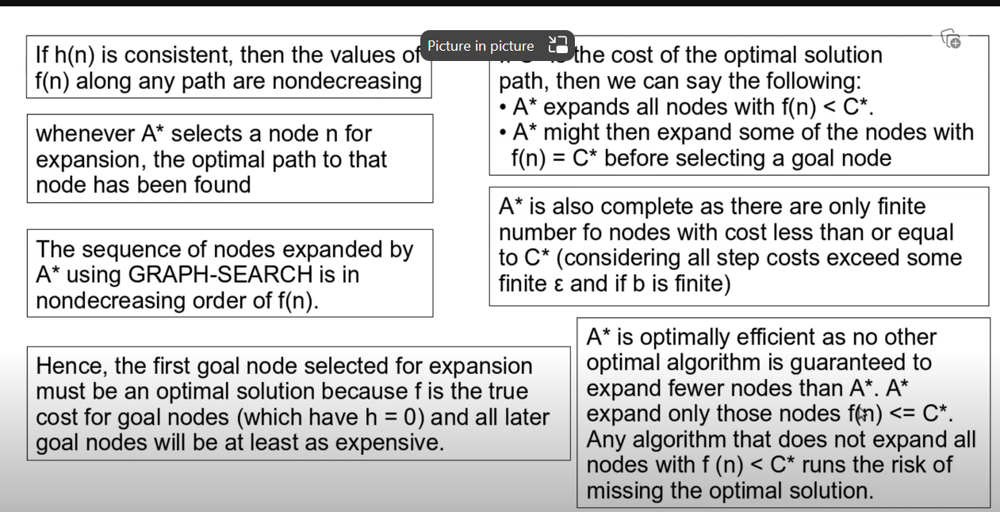 If h(n) is consistent, then the values of
f(n) along any path are nondecreasing
whenever A* selects a node n for
expansion, the optimal path to that
node has been found
The sequence of nodes expanded by
A* using GRAPH-SEARCH is in
nondecreasing order of f(n).
Hence, the first goal node selected for expansion
must be an optimal solution because f is the true
cost for goal nodes (which have h = 0) and all later
goal nodes will be at least as expensive.
Picture in picture
the cost of the optimal solution
path, then we can say the following:
• A* expands all nodes with f(n) < C*.
• A* might then expand some of the nodes with
f(n) = C* before selecting a goal node
A* is also complete as there are only finite
number fo nodes with cost less than or equal
to C* (considering all step costs exceed some
finite ε and if b is finite)
A* is optimally efficient as no other
optimal algorithm is guaranteed to
expand fewer nodes than A*. A*
expand only those nodes f(n) <= C*.
Any algorithm that does not expand all
nodes with f (n) < C* runs the risk of
missing the optimal solution.